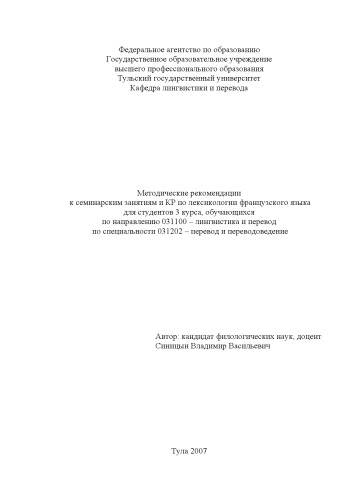 Федеральное агентство по образованию
Государственное образовательное учреждение
высшего профессионального образования
Тульский государственный университет
Кафедра лингвистики и перевода
Методические рекомендации
к семинарским занятиям и КР по лексикологии французского языка
для студентов 3 курса, обучающихся
по направлению 031100 – лингвистика и перевод
по специальности 031202 – перевод и переводоведение
Автор: кандидат филологических наук, доцент
Синицын Владимир Васильевич
Тула 2007